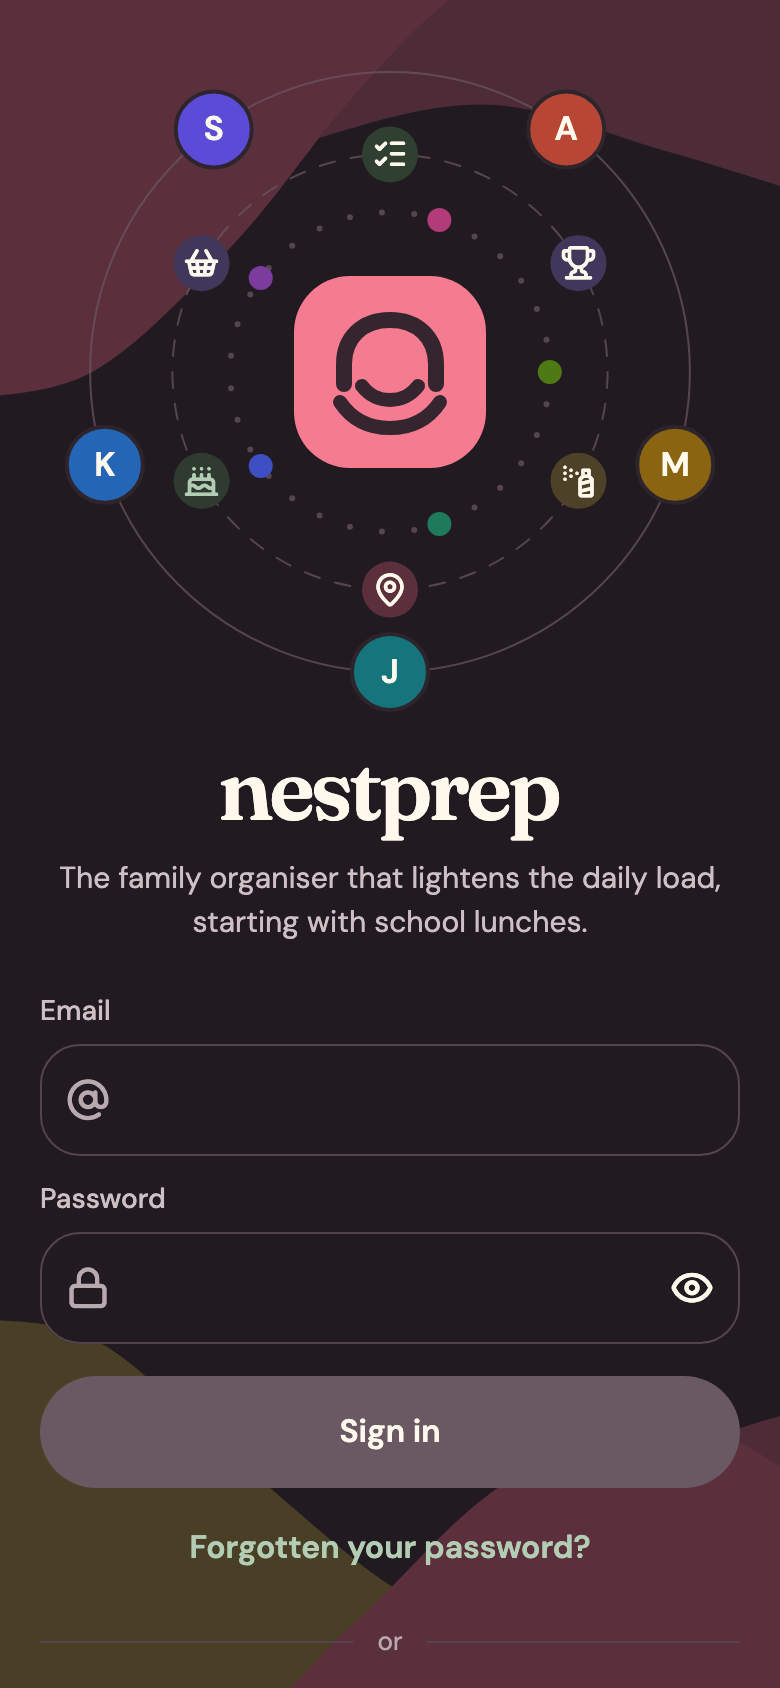 S
A
K
M
J
nestprep
The family organiser that lightens the daily load,
starting with school lunches.
Email
@
Password
Sign in
Forgotten your password?
or